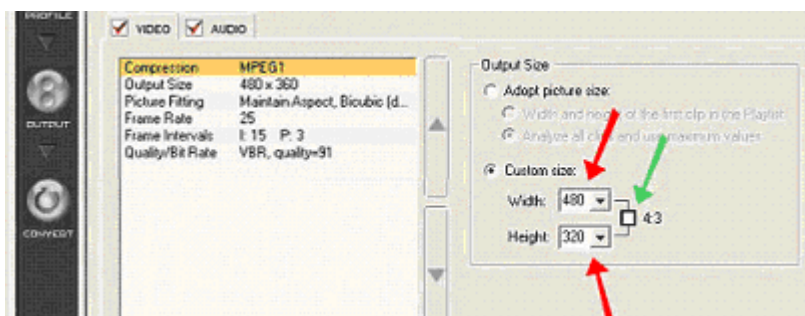 PROFILE
OUTPUT
CONVERT
VIDEO AUDIO
Compression MPEG1
Output Size 480 x 360
Picture Fitting Maintain Aspect, Bicubic (d...
Frame Rate 25
Frame Intervals I: 15 P: 3
Quality/Bit Rate VBR, quality=91
Output Size
Adopt picture size:
Width and height of the first clip in the Playlist
Analyze all clips and use maximum values
Custom size:
Width: 480
4:3
Height: 320